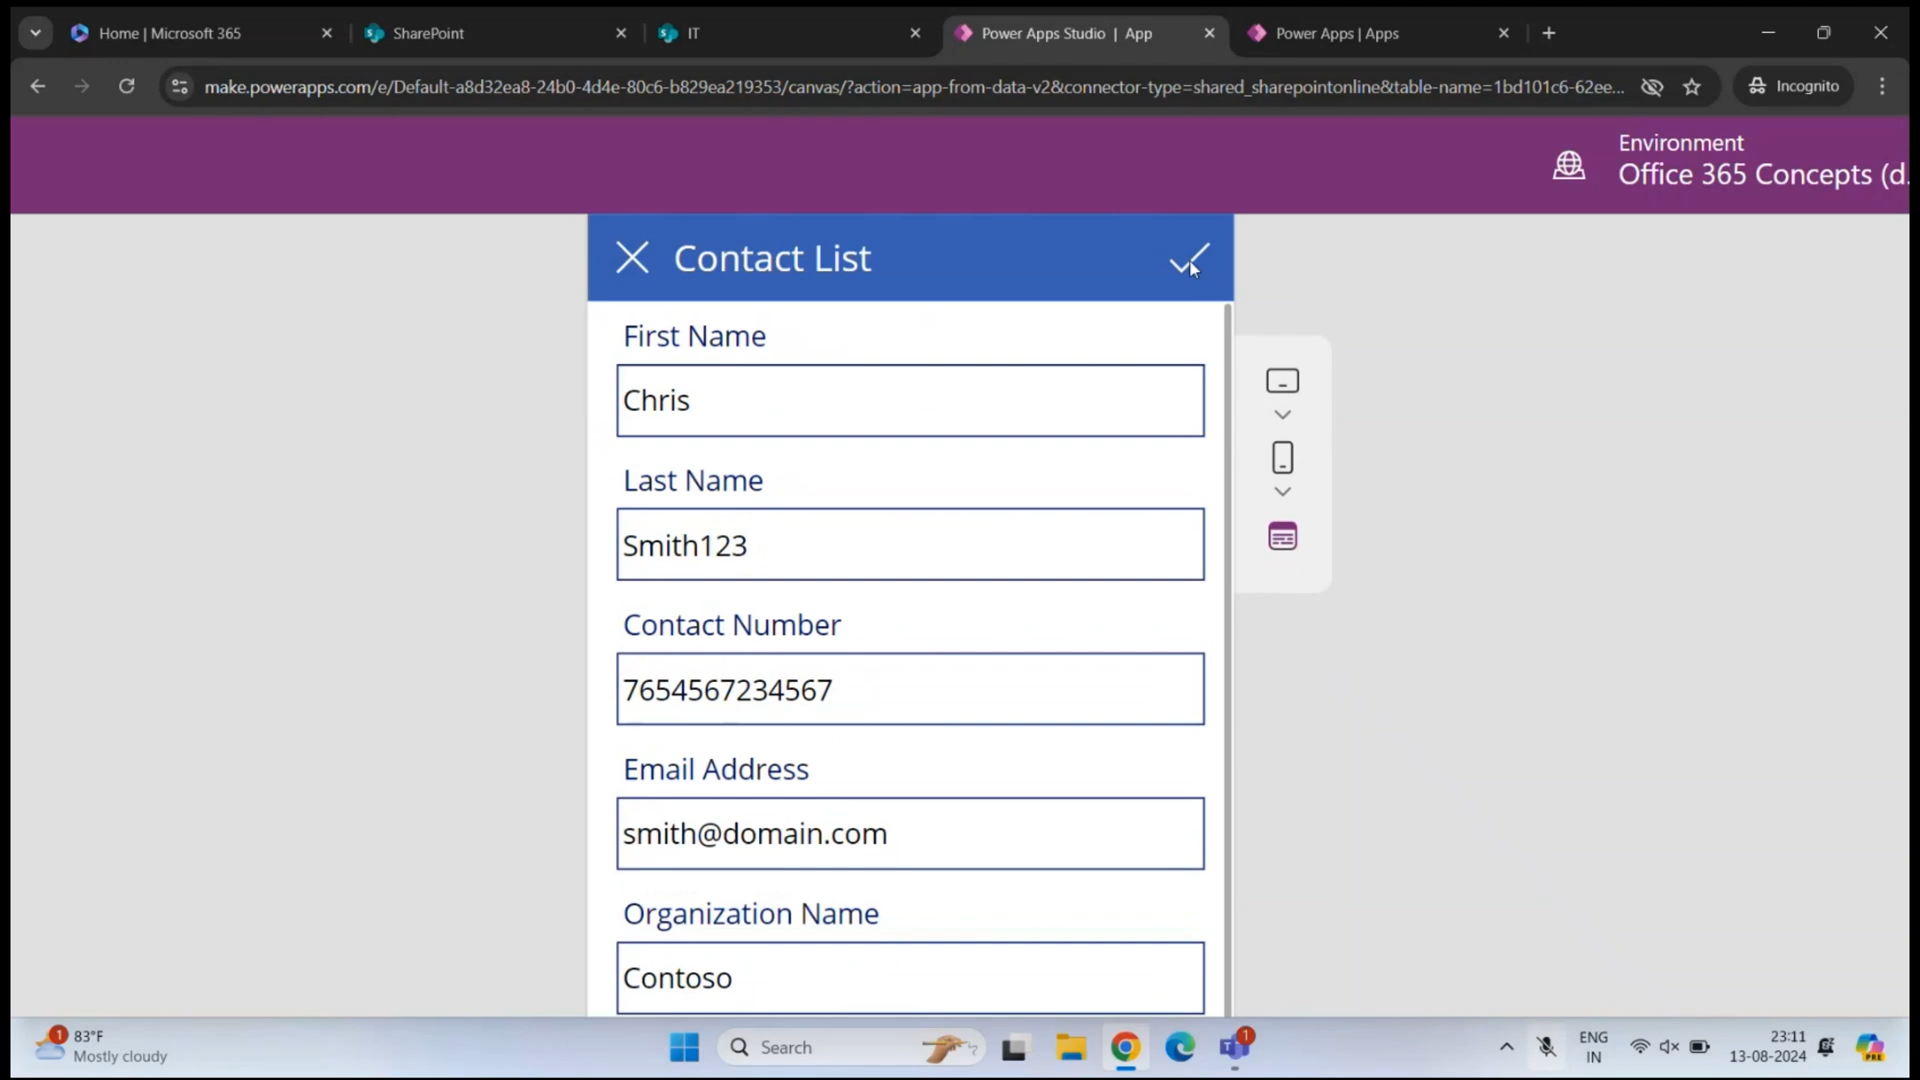 Home | Microsoft 365
SharePoint
IT
Power Apps Studio | App
Power Apps | Apps
make.powerapps.com/e/Default-a8d32ea8-24b0-4d4e-80c6-b829ea219353/canvas/?action=app-from-data-v2&connector-type=shared_sharepointonline&table-name=1bd101c6-62ee...
Incognito
Environment
Office 365 Concepts (d.
Contact List
First Name
Chris
Last Name
Smith123
Contact Number
7654567234567
Email Address
smith@domain.com
Organization Name
Contoso
1
83°F
Mostly cloudy
Search
1
ENG
IN
23:11
13-08-2024
PRE